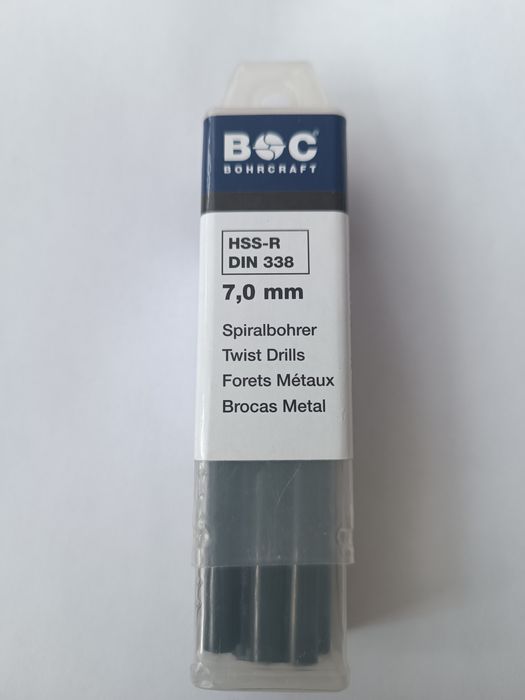 BOC
BOHRCRAFT
HSS-R
DIN 338
7,0 mm
Spiralbohrer
Twist Drills
Forets Métaux
Brocas Metal